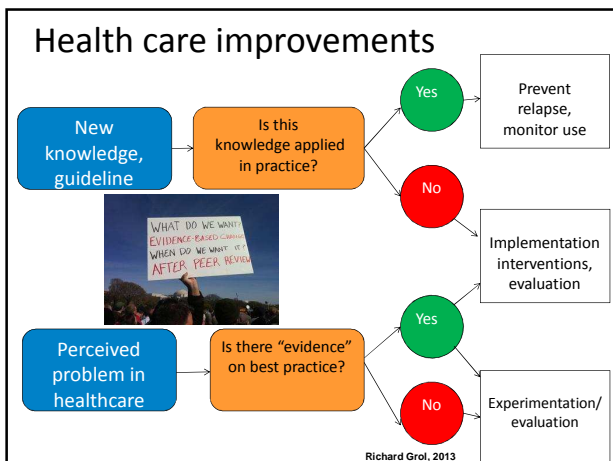 Health care improvements
New
knowledge,
guideline
Is this
knowledge applied
in practice?
Yes
Prevent
relapse,
monitor use
No
WHAT DO WE WANT?
EVIDENCE-BASED CHANGE
WHEN DO WE WANT IT?
AFTER PEER REVIEW
Implementation
interventions,
evaluation
Perceived
problem in
healthcare
Is there “evidence”
on best practice?
Yes
No
Experimentation/
evaluation
Richard Grol, 2013